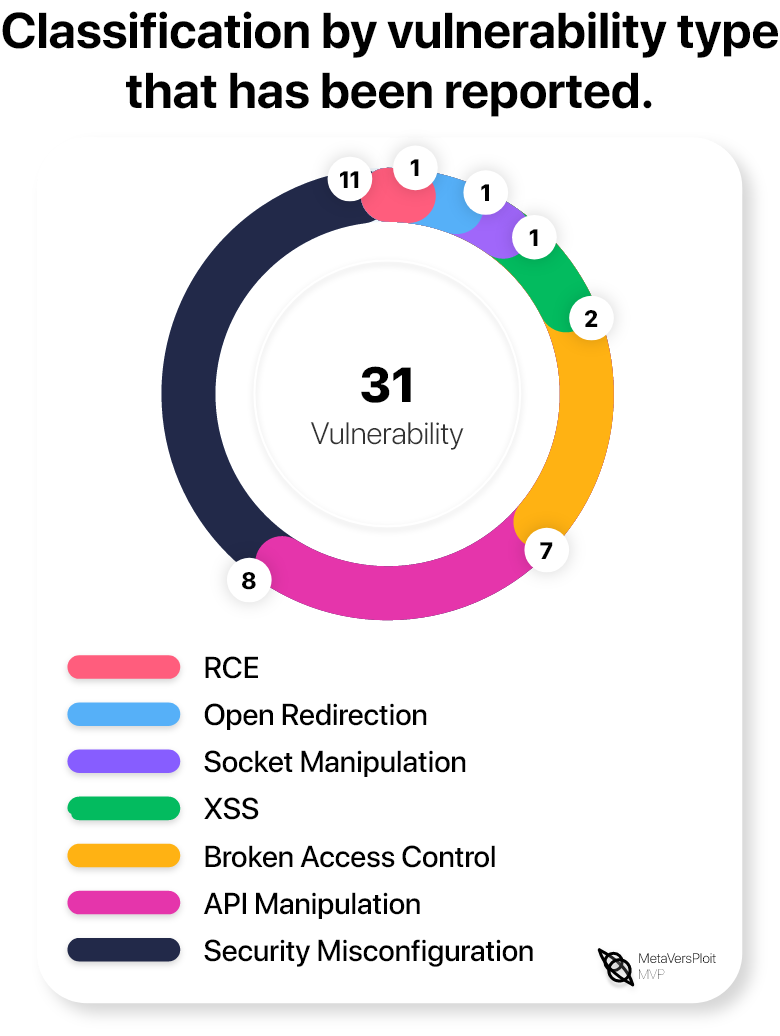 Classification by vulnerability type
that has been reported.
11
1
1
1
2
7
8
31
Vulnerability
RCE
Open Redirection
Socket Manipulation
XSS
Broken Access Control
API Manipulation
Security Misconfiguration
MetaVersPloit
MVP